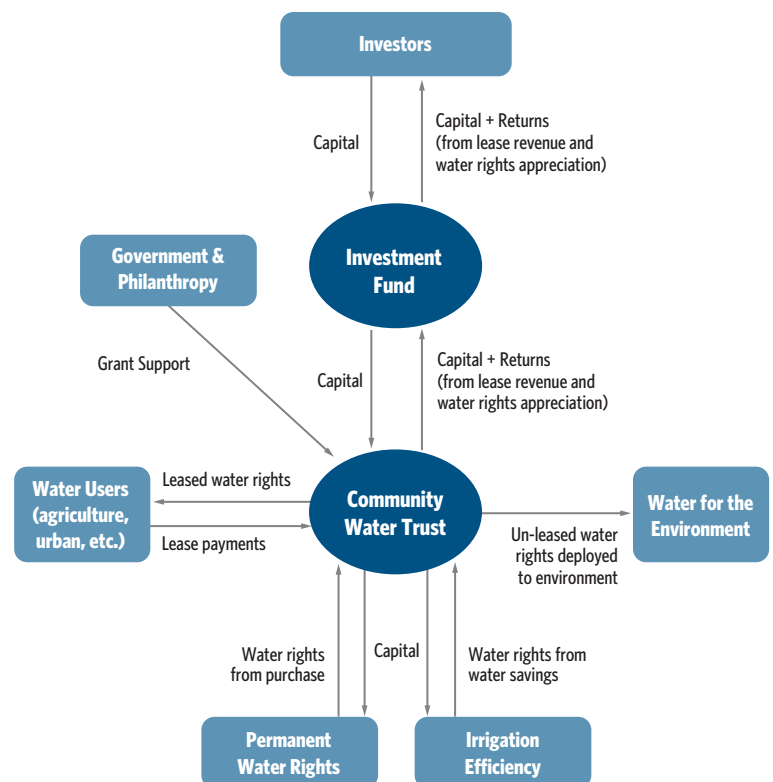 Investors
Capital
Capital + Returns
(from lease revenue and
water rights appreciation)
Government &
Philanthropy
Investment
Fund
Grant Support
Capital
Capital + Returns
(from lease revenue and
water rights appreciation)
Water Users
(agriculture,
urban, etc.)
Leased water rights
Lease payments
Community
Water Trust
Un-leased water
rights deployed
to environment
Water for the
Environment
Water rights
from purchase
Capital
Water rights from
water savings
Permanent
Water Rights
Irrigation
Efficiency